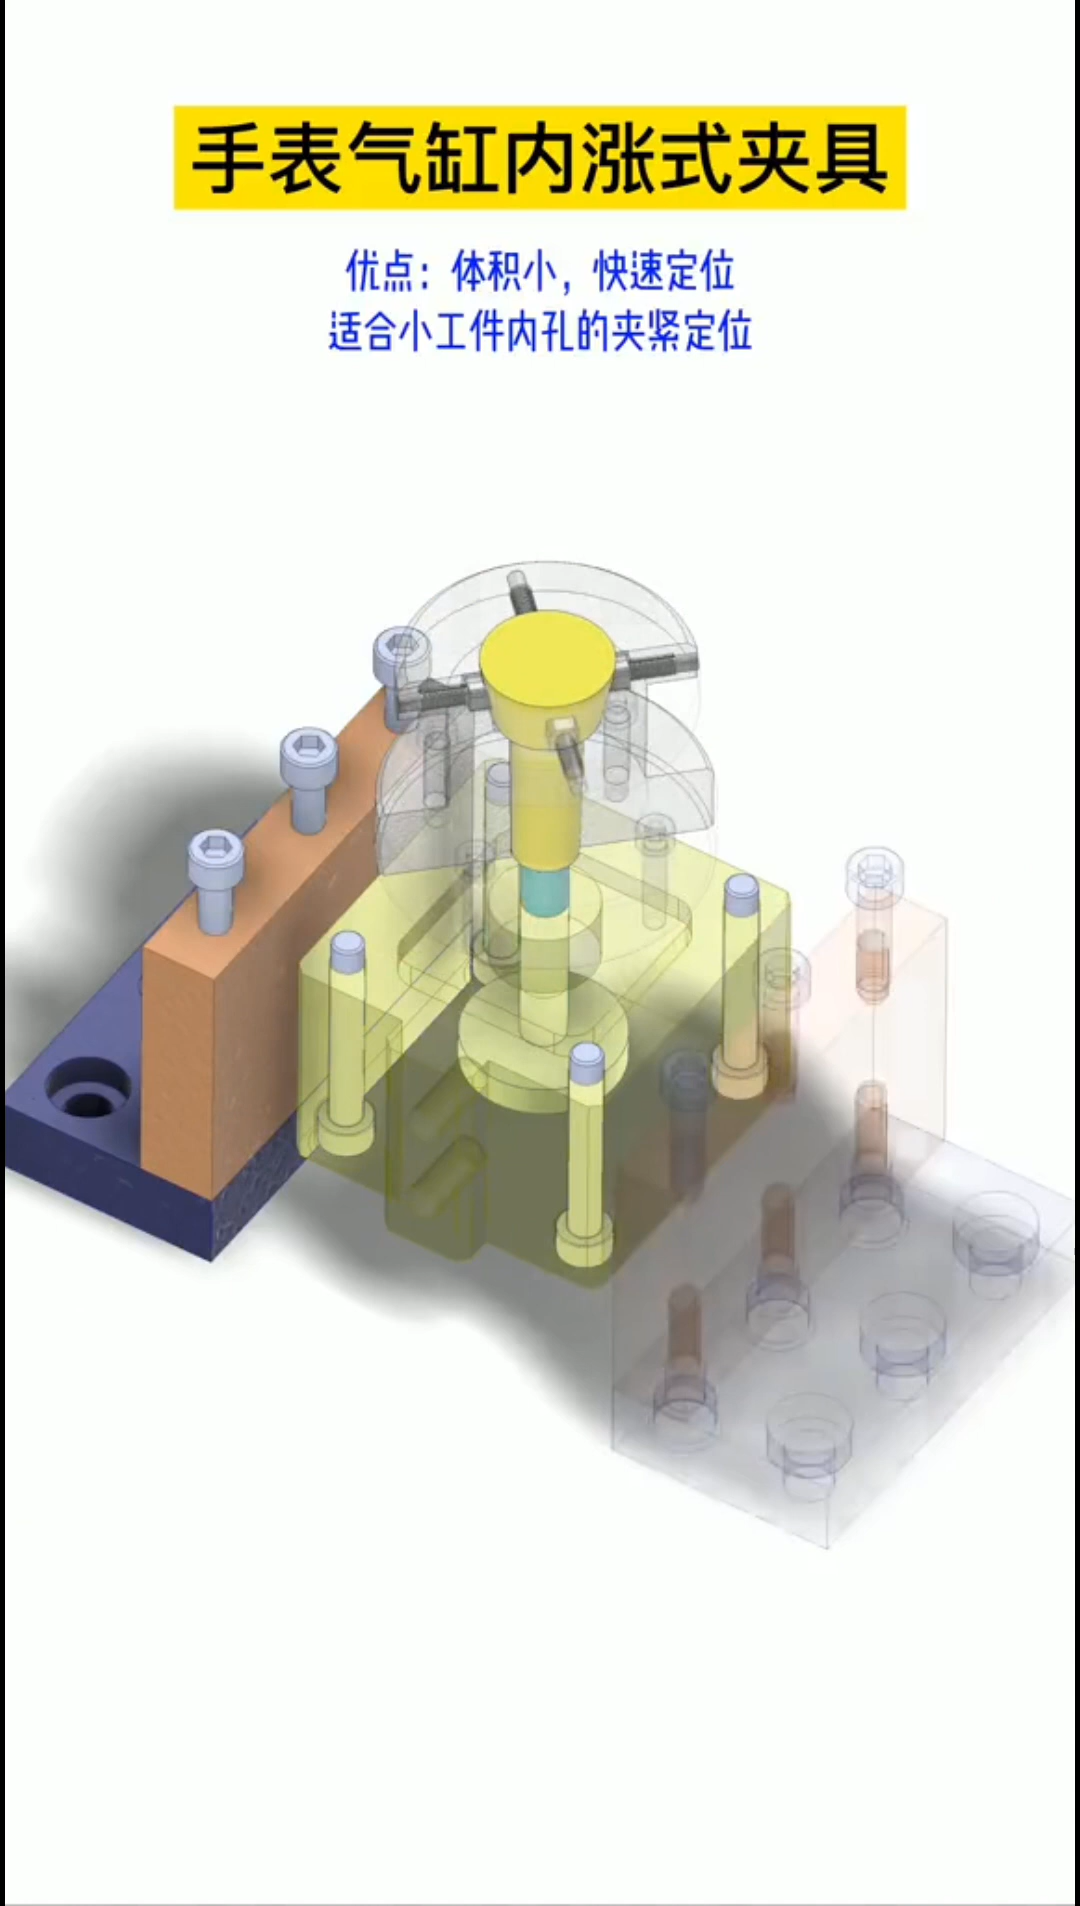 手表气缸内涨式夹具
优点：体积小，快速定位
适合小工件内孔的夹紧定位